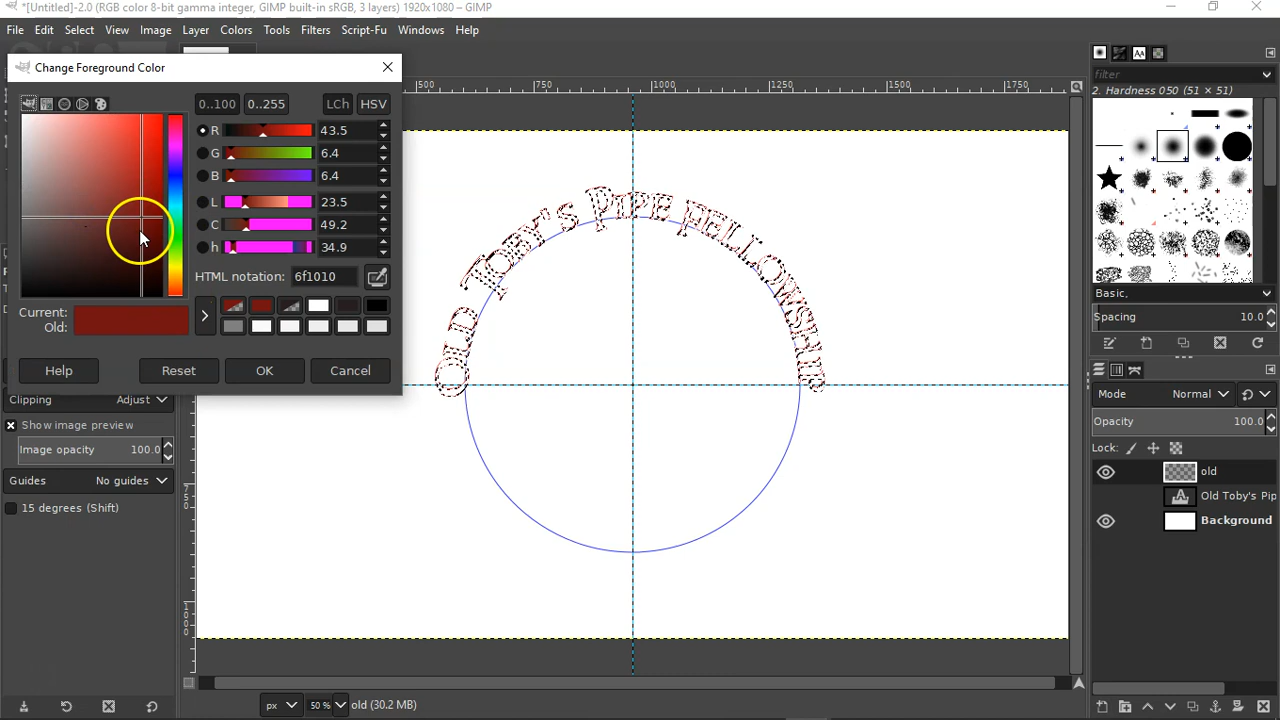 *[Untitled]-2.0 (RGB color 8-bit gamma integer, GIMP built-in sRGB, 3 layers) 1920x1080 – GIMP
File Edit Select View Image Layer Colors Tools Filters Script-Fu Windows Help
Change Foreground Color
0..100 0..255 LCh HSV
R 43.5
G 6.4
B 6.4
L 23.5
C 49.2
h 34.9
HTML notation: 6f1010
Current:
Old:
Help Reset OK Cancel
Clipping Adjust
Show image preview
Image opacity 100.0
Guides No guides
15 degrees (Shift)
500 750 1000 1250 1500 1750
750
1000
Old Toby's Pipe Fellowship
px 50 % old (30.2 MB)
filter
2. Hardness 050 (51 × 51)
Basic,
Spacing 10.0
Mode Normal
Opacity 100.0
Lock:
old
Old Toby's Pip
Background